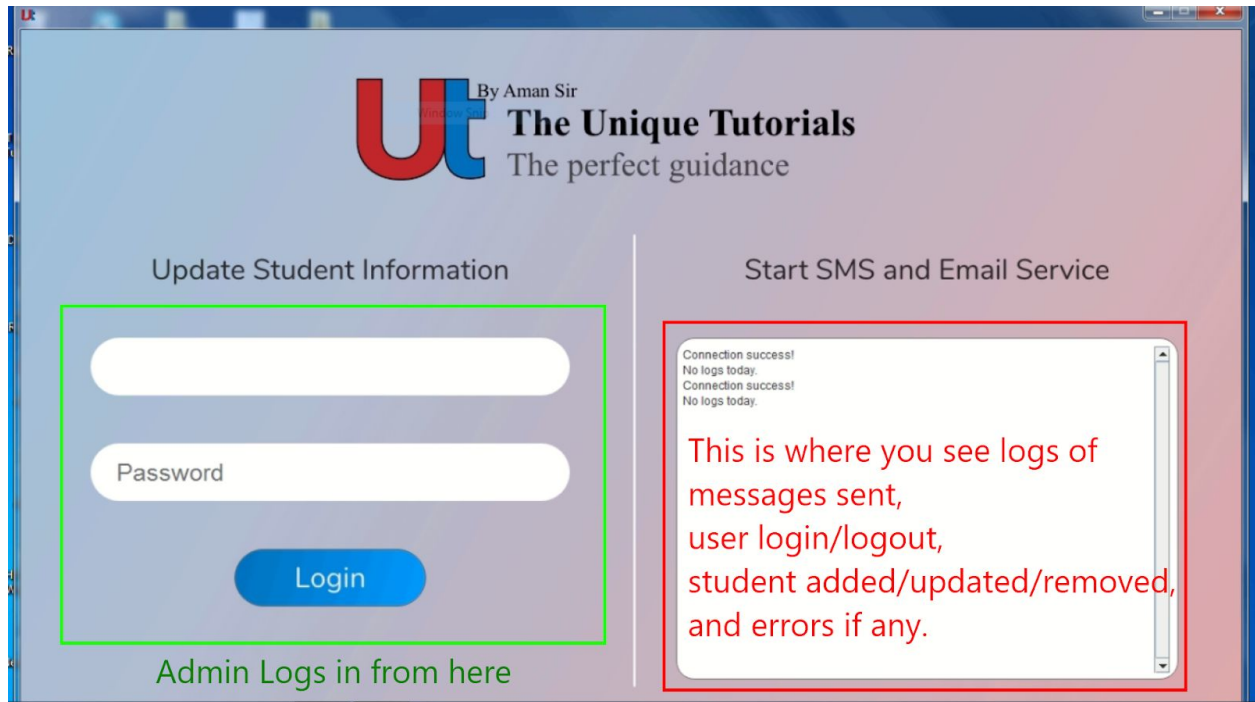 Ut
Ut
By Aman Sir
The Unique Tutorials
The perfect guidance
Update Student Information
Password
Login
Admin Logs in from here
Start SMS and Email Service
Connection success!
No logs today.
Connection success!
No logs today.
This is where you see logs of
messages sent,
user login/logout,
student added/updated/removed,
and errors if any.